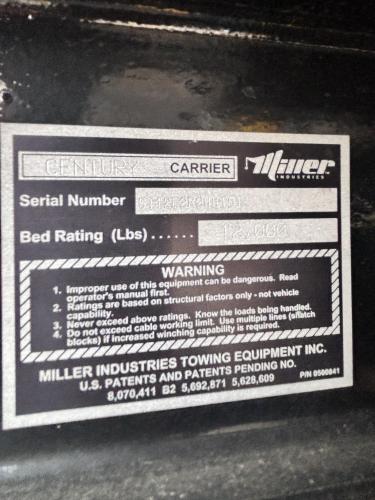 CENTURY CARRIER Miller
INDUSTRIES
Serial Number
Bed Rating (Lbs)...... 12,000
WARNING
1. Improper use of this equipment can be dangerous. Read
operator's manual first.
2. Ratings are based on structural factors only - not vehicle
capability.
3. Never exceed above ratings. Know the loads being handled.
4. Do not exceed cable working limit. Use multiple lines (snatch
blocks) if increased winching capability is required.
MILLER INDUSTRIES TOWING EQUIPMENT INC.
U.S. PATENTS AND PATENTS PENDING NO.
8,070,411 B2 5,692,871 5,628,609
P/N 0500841